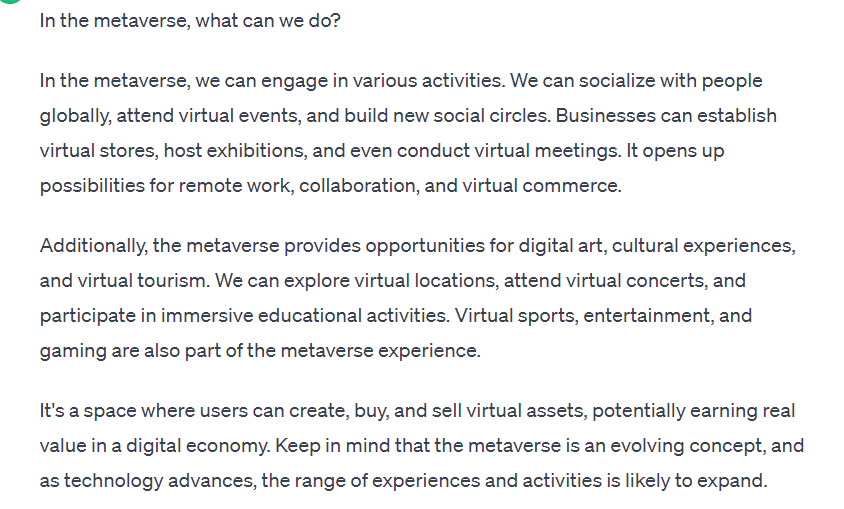 In the metaverse, what can we do?
In the metaverse, we can engage in various activities. We can socialize with people
globally, attend virtual events, and build new social circles. Businesses can establish
virtual stores, host exhibitions, and even conduct virtual meetings. It opens up
possibilities for remote work, collaboration, and virtual commerce.
Additionally, the metaverse provides opportunities for digital art, cultural experiences,
and virtual tourism. We can explore virtual locations, attend virtual concerts, and
participate in immersive educational activities. Virtual sports, entertainment, and
gaming are also part of the metaverse experience.
It's a space where users can create, buy, and sell virtual assets, potentially earning real
value in a digital economy. Keep in mind that the metaverse is an evolving concept, and
as technology advances, the range of experiences and activities is likely to expand.